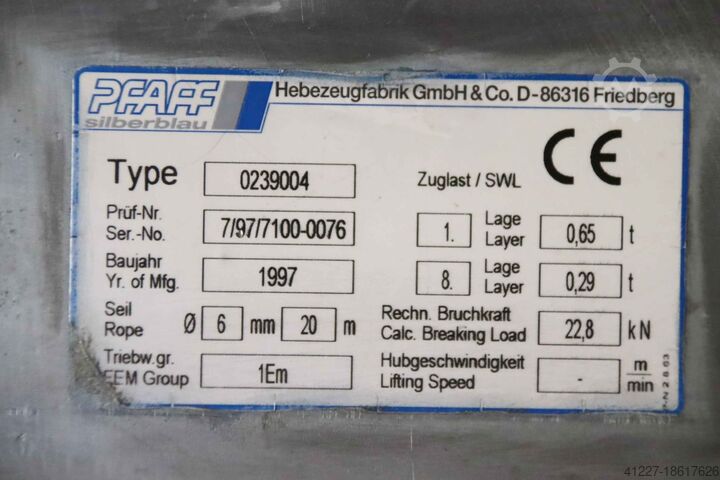 PFAFF
silberblau
Hebezeugfabrik GmbH & Co. D-86316 Friedberg
CE
Type 0239004
Zuglast / SWL
Prüf-Nr.
Ser.-No. 7/97/7100-0076
1. Lage
Layer 0,65 t
Baujahr
Yr. of Mfg. 1997
8. Lage
Layer 0,29 t
Seil
Rope Ø 6 mm 20 m
Rechn. Bruchkraft
Calc. Breaking Load 22,8 kN
Triebw.gr.
FEM Group 1Em
Hubgeschwindigkeit
Lifting Speed - m
min
41227-18617626